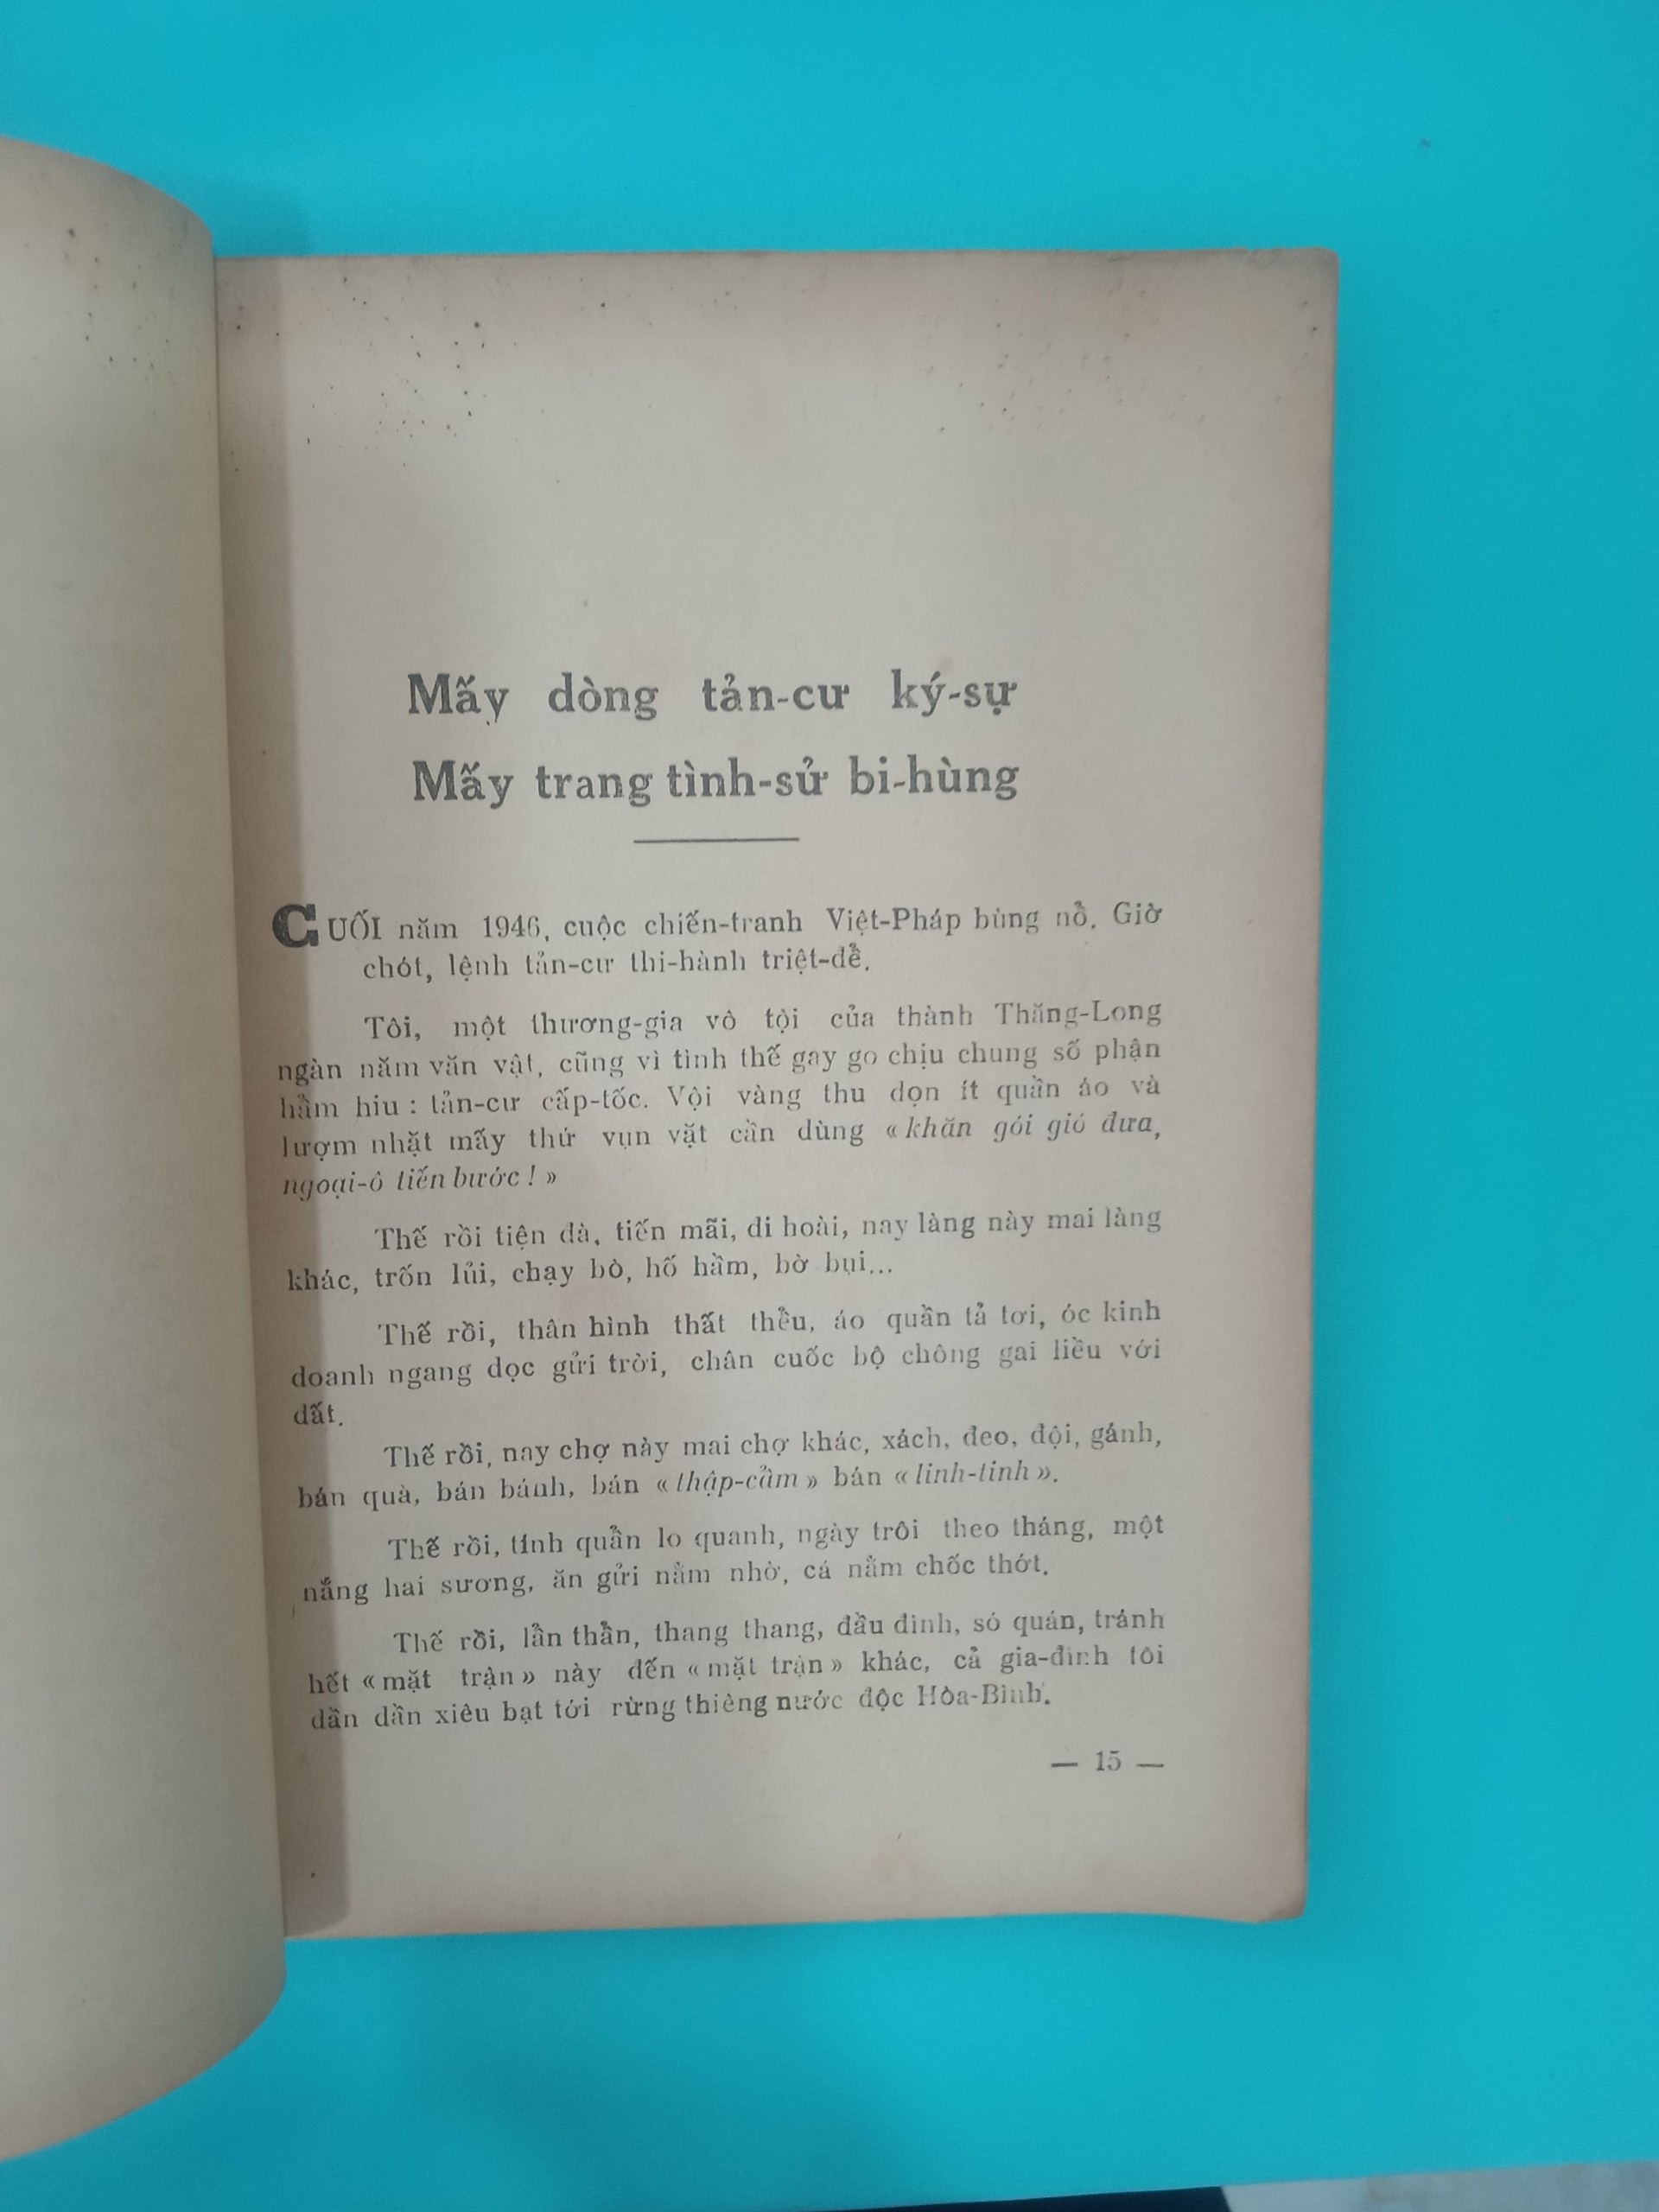 Mấy dòng tản-cư ký-sự
Mấy trang tình-sử bi-hùng
CUỐI năm 1946, cuộc chiến-tranh Việt-Pháp bùng nổ. Giờ
chót, lệnh tản-cư thi-hành triệt-để.
Tôi, một thương-gia vô tội của thành Thăng-Long
ngàn năm văn vật, cũng vì tình thế gay go chịu chung số phận
hẩm hiu : tản-cư cấp-tốc. Vội vàng thu dọn ít quần áo và
lượm nhặt mấy thứ vụn vặt cần dùng « khăn gói gió đưa,
ngoại-ô tiến bước ! »
Thế rồi tiện đà, tiến mãi, đi hoài, nay làng này mai làng
khác, trốn lủi, chạy bò, hố hầm, bờ bụi...
Thế rồi, thân hình thất thểu, áo quần tả tơi, óc kinh
doanh ngang dọc gửi trời, chân cuốc bộ chông gai liều với
đất.
Thế rồi, nay chợ này mai chợ khác, xách, đeo, đội, gánh,
bán quà, bán bánh, bán « thập-cẩm » bán « linh-tinh ».
Thế rồi, tính quẩn lo quanh, ngày trôi theo tháng, một
nắng hai sương, ăn gửi nằm nhờ, cá nằm chốc thớt.
Thế rồi, lẩn thẩn, thang thang, đầu đình, só quán, tránh
hết « mặt trận » này đến « mặt trận » khác, cả gia-đình tôi
dần dần xiêu bạt tới rừng thiêng nước độc Hòa-Bình.
— 15 —